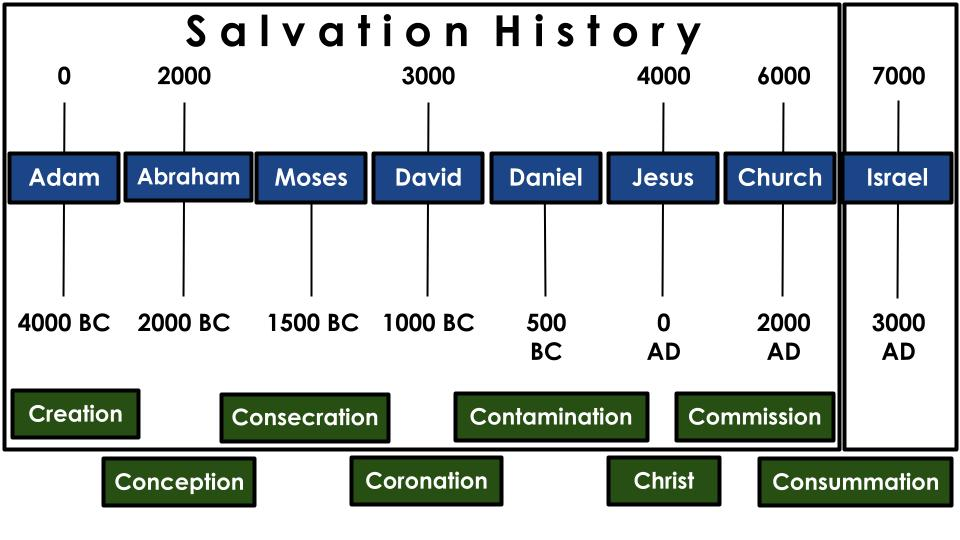 Salvation History
0 2000 3000 4000 6000 7000
Adam Abraham Moses David Daniel Jesus Church Israel
4000 BC 2000 BC 1500 BC 1000 BC 500 0 2000 3000
BC AD AD AD
Creation Consecration Contamination Commission
Conception Coronation Christ Consummation